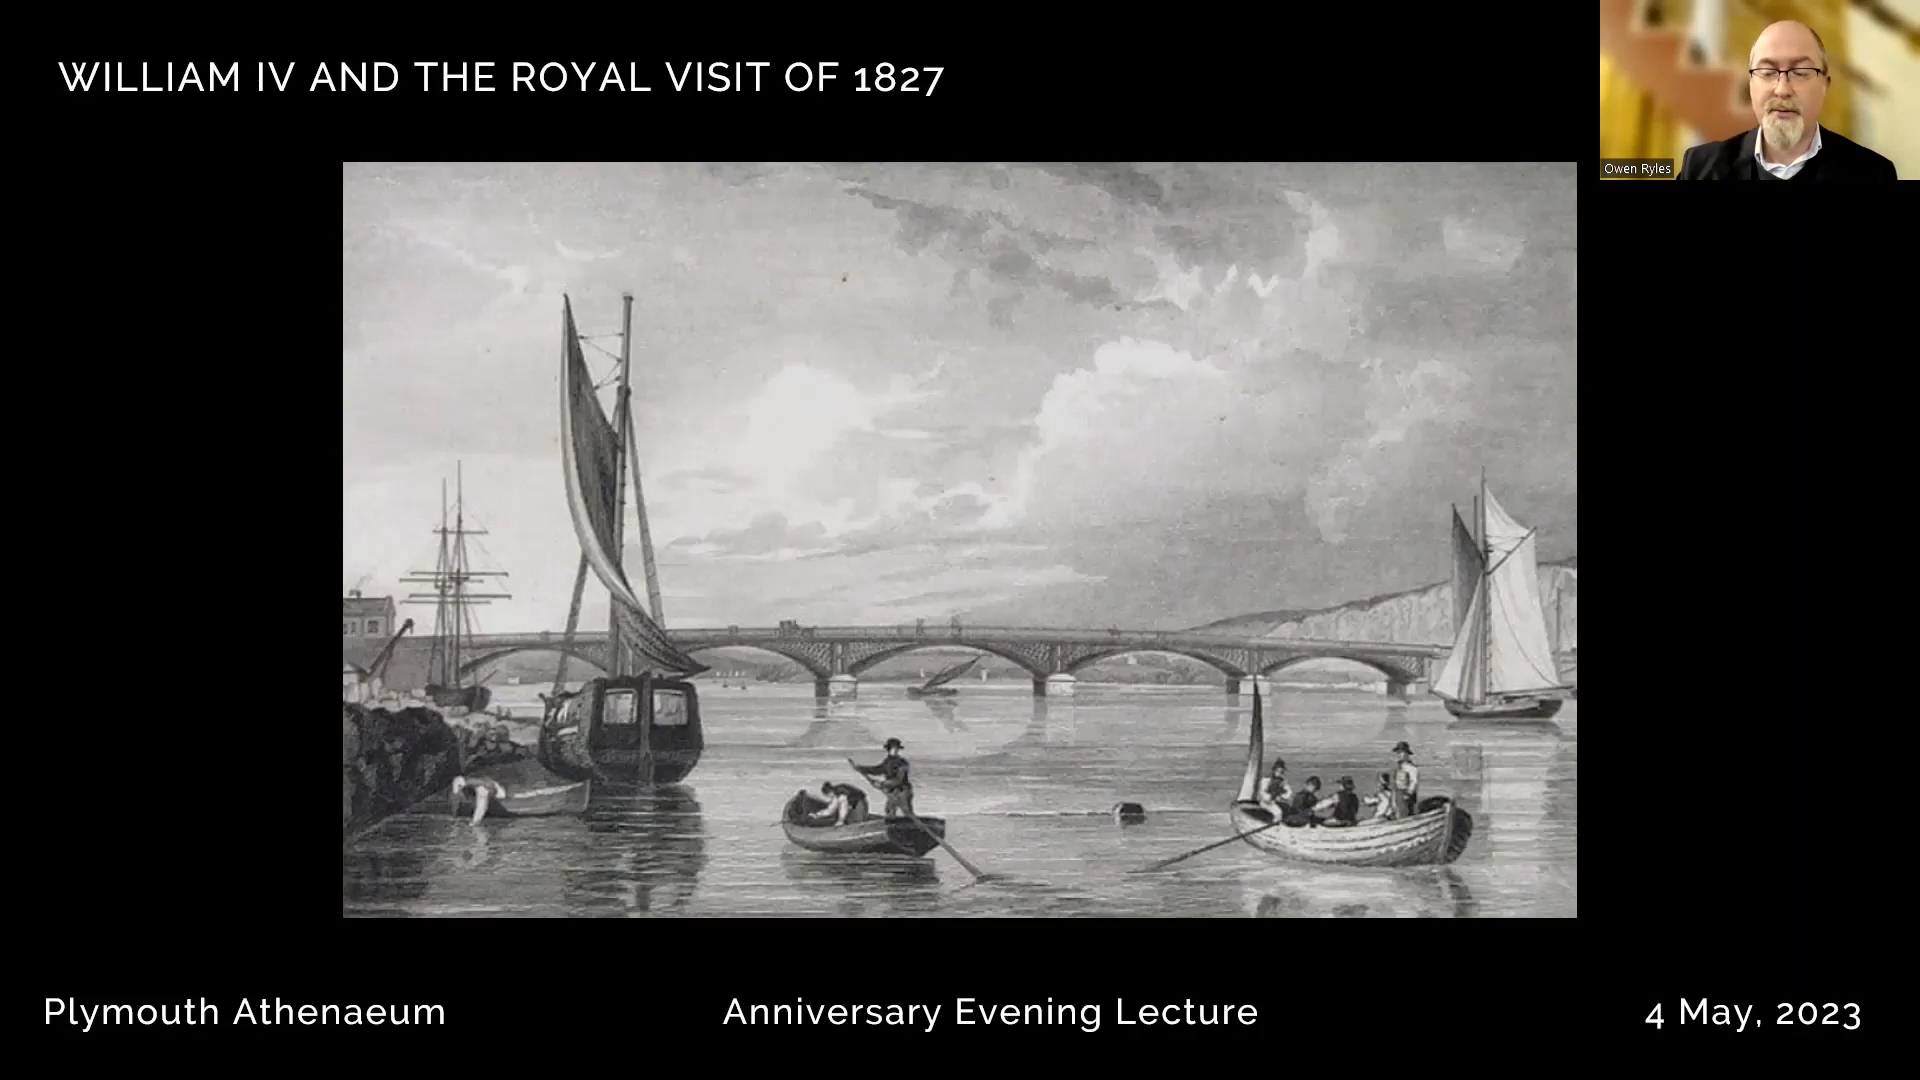 WILLIAM IV AND THE ROYAL VISIT OF 1827
Owen Ryles
Plymouth Athenaeum
Anniversary Evening Lecture
4 May, 2023